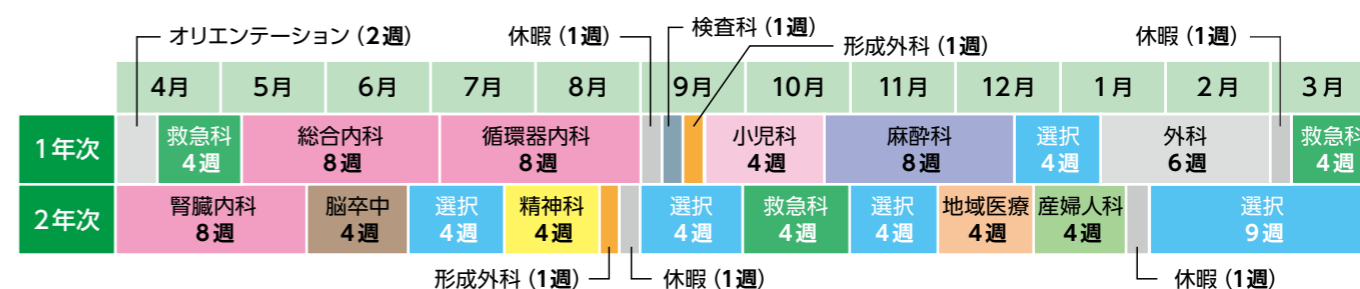 オリエンテーション（2週）
休暇（1週）
検査科（1週）
形成外科（1週）
休暇（1週）
4月 5月 6月 7月 8月 9月 10月 11月 12月 1月 2月 3月
1年次
救急科
4週
総合内科
8週
循環器内科
8週
小児科
4週
麻酔科
8週
選択
4週
外科
6週
救急科
4週
2年次
腎臓内科
8週
脳卒中
4週
選択
4週
精神科
4週
選択
4週
救急科
4週
選択
4週
地域医療
4週
産婦人科
4週
選択
9週
形成外科（1週）
休暇（1週）
休暇（1週）